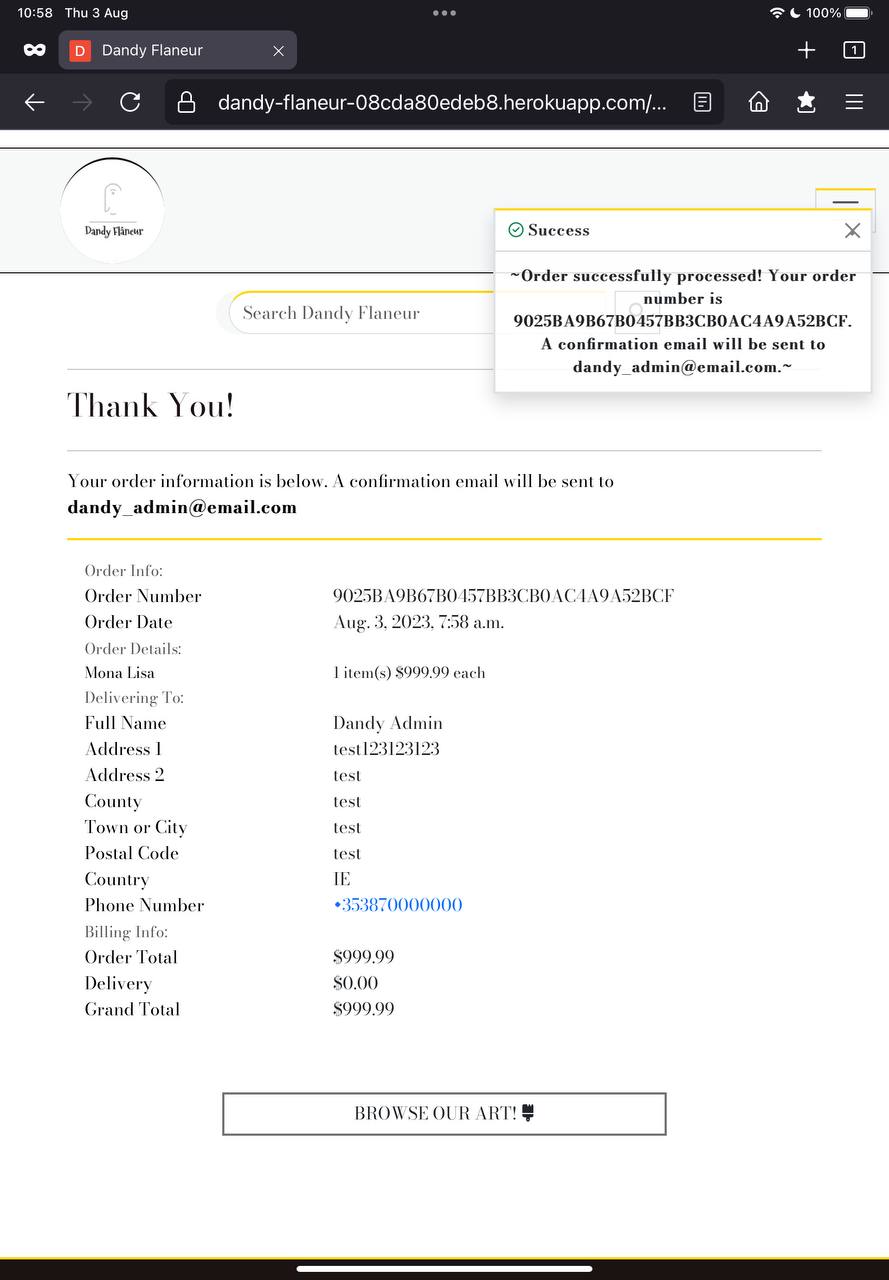 10:58 Thu 3 Aug 100%
D Dandy Flaneur 1
dandy-flaneur-08cda80edeb8.herokuapp.com/...
Dandy Flâneur
Success
~Order successfully processed! Your order
number is
9025BA9B67B0457BB3CB0AC4A9A52BCF.
A confirmation email will be sent to
dandy_admin@email.com.~
Search Dandy Flaneur
Thank You!
Your order information is below. A confirmation email will be sent to
dandy_admin@email.com
Order Info:
Order Number 9025BA9B67B0457BB3CB0AC4A9A52BCF
Order Date Aug. 3, 2023, 7:58 a.m.
Order Details:
Mona Lisa 1 item(s) $999.99 each
Delivering To:
Full Name Dandy Admin
Address 1 test123123123
Address 2 test
County test
Town or City test
Postal Code test
Country IE
Phone Number +353870000000
Billing Info:
Order Total $999.99
Delivery $0.00
Grand Total $999.99
BROWSE OUR ART!